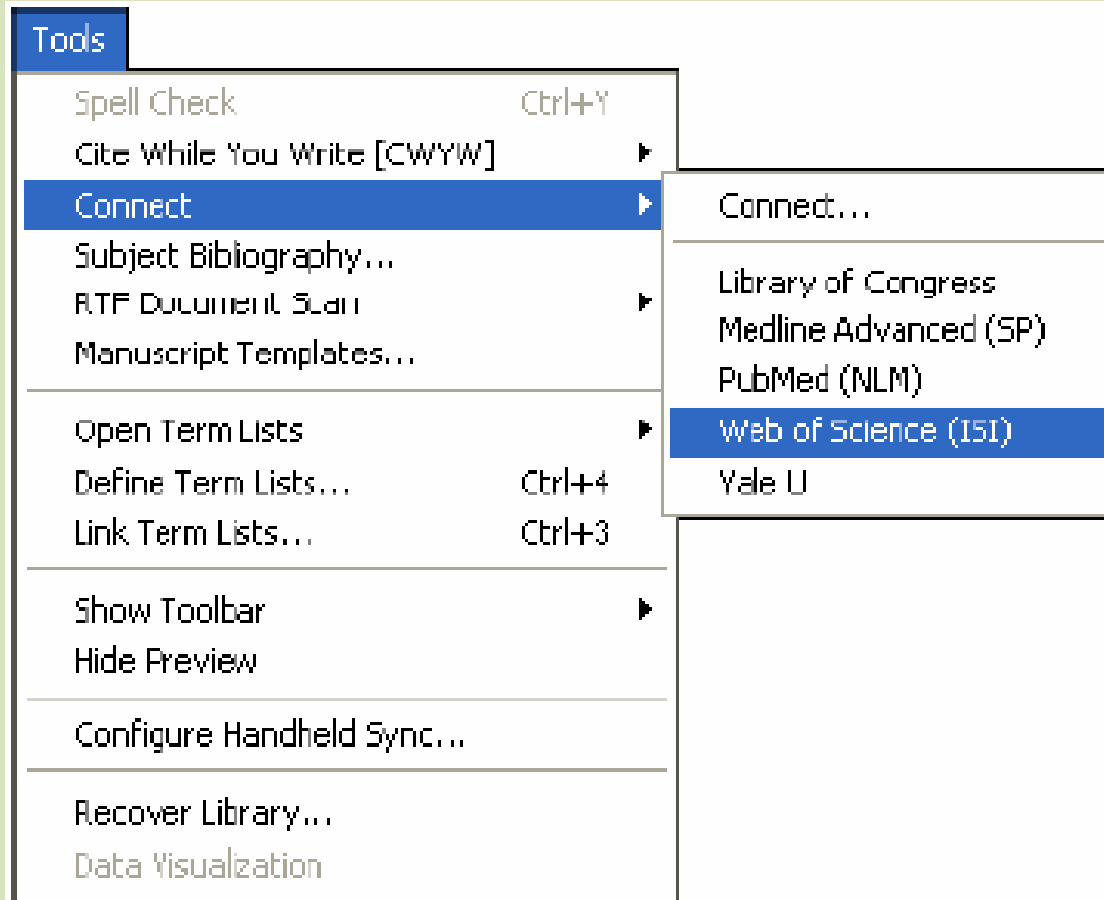 Tools
Spell Check Ctrl+Y
Cite While You Write [CWYW]
Connect
Subject Bibliography...
RTF Document Scan
Manuscript Templates...
Open Term Lists
Define Term Lists... Ctrl+4
Link Term Lists... Ctrl+3
Show Toolbar
Hide Preview
Configure Handheld Sync...
Recover Library...
Data Visualization
Connect...
Library of Congress
Medline Advanced (SP)
PubMed (NLM)
Web of Science (ISI)
Yale U